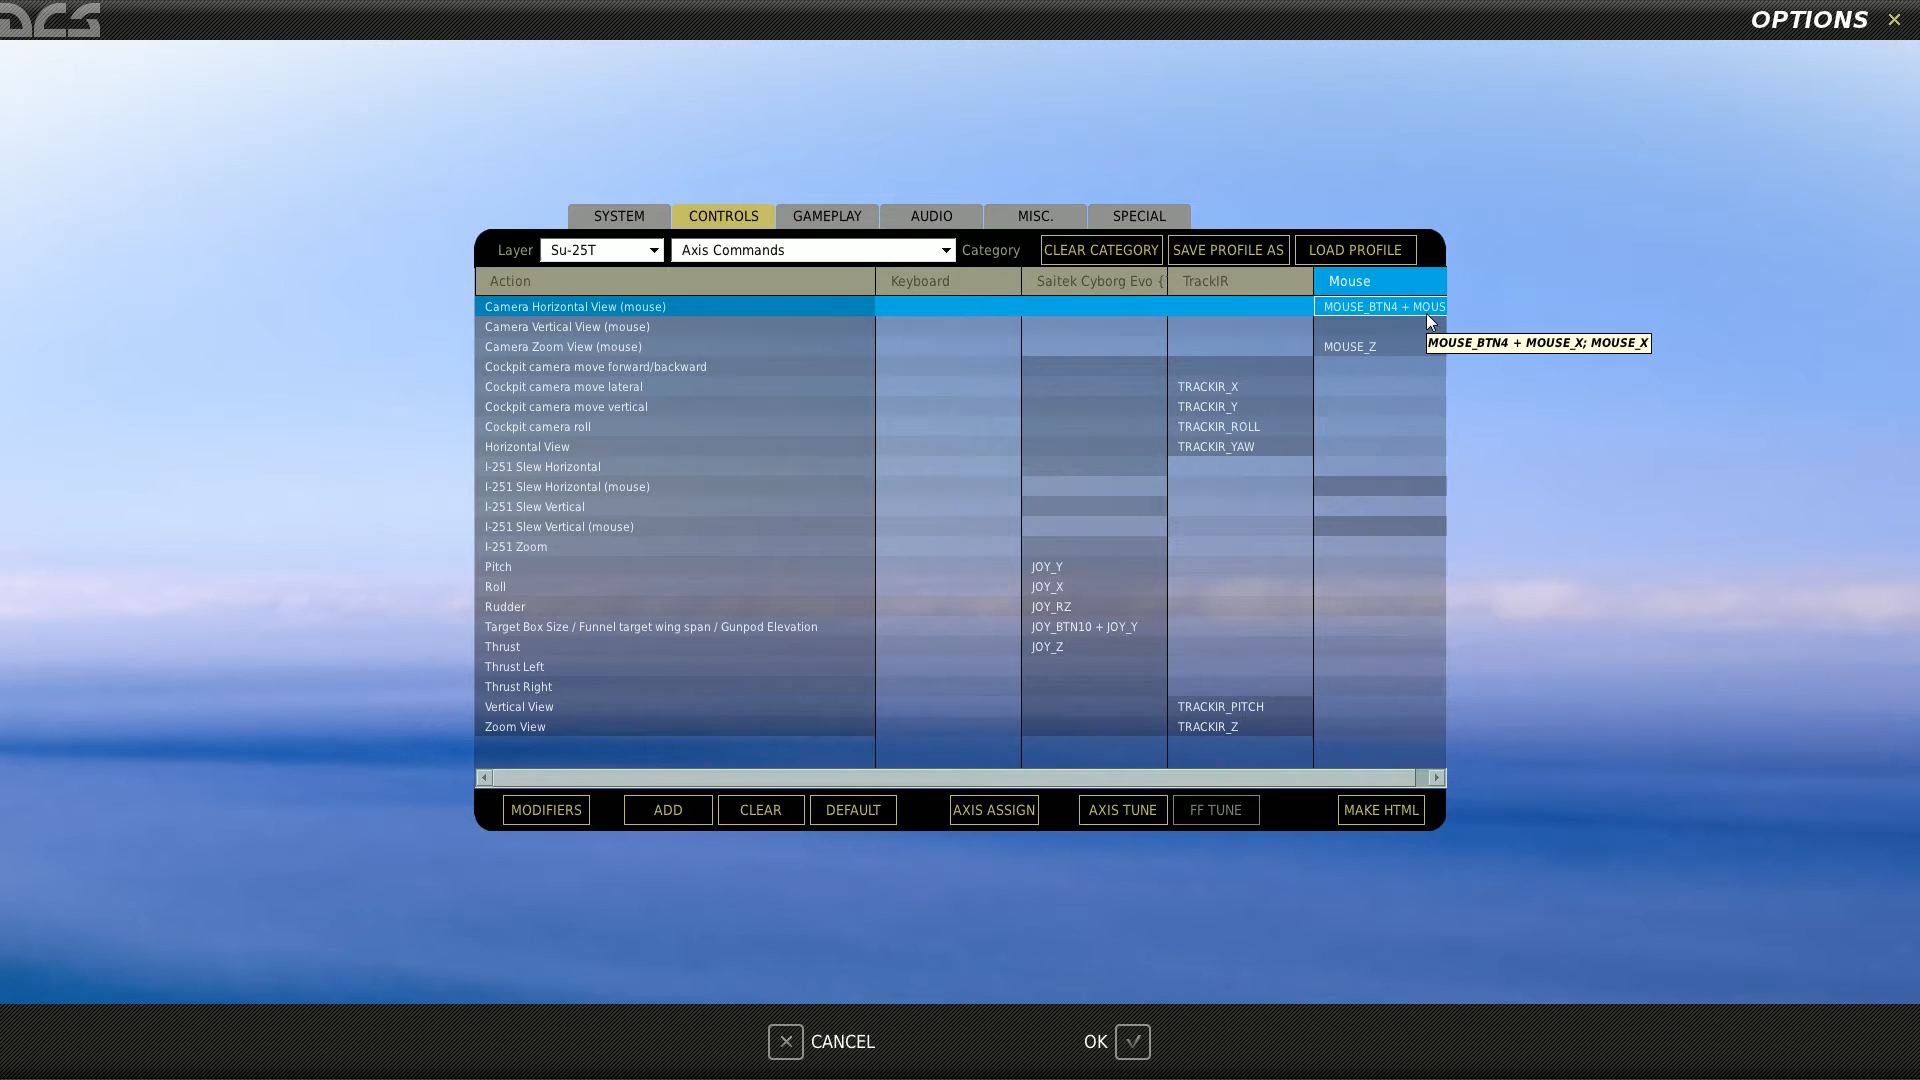 DCS
OPTIONS
SYSTEM CONTROLS GAMEPLAY AUDIO MISC. SPECIAL
Layer Su-25T Axis Commands Category CLEAR CATEGORY SAVE PROFILE AS LOAD PROFILE
Action Keyboard Saitek Cyborg Evo { TrackIR Mouse
Camera Horizontal View (mouse) MOUSE_BTN4 + MOUS
Camera Vertical View (mouse)
MOUSE_BTN4 + MOUSE_X; MOUSE_X
Camera Zoom View (mouse) MOUSE_Z
Cockpit camera move forward/backward
Cockpit camera move lateral TRACKIR_X
Cockpit camera move vertical TRACKIR_Y
Cockpit camera roll TRACKIR_ROLL
Horizontal View TRACKIR_YAW
I-251 Slew Horizontal
I-251 Slew Horizontal (mouse)
I-251 Slew Vertical
I-251 Slew Vertical (mouse)
I-251 Zoom
Pitch JOY_Y
Roll JOY_X
Rudder JOY_RZ
Target Box Size / Funnel target wing span / Gunpod Elevation JOY_BTN10 + JOY_Y
Thrust JOY_Z
Thrust Left
Thrust Right
Vertical View TRACKIR_PITCH
Zoom View TRACKIR_Z
MODIFIERS ADD CLEAR DEFAULT AXIS ASSIGN AXIS TUNE FF TUNE MAKE HTML
CANCEL OK